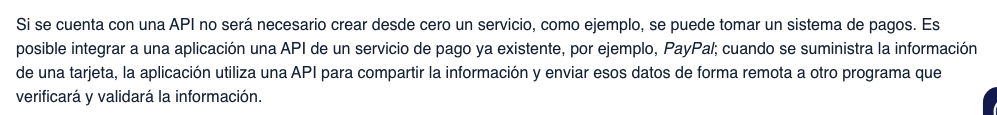 Si se cuenta con una API no será necesario crear desde cero un servicio, como ejemplo, se puede tomar un sistema de pagos. Es
posible integrar a una aplicación una API de un servicio de pago ya existente, por ejemplo, PayPal; cuando se suministra la información
de una tarjeta, la aplicación utiliza una API para compartir la información y enviar esos datos de forma remota a otro programa que
verificará y validará la información.